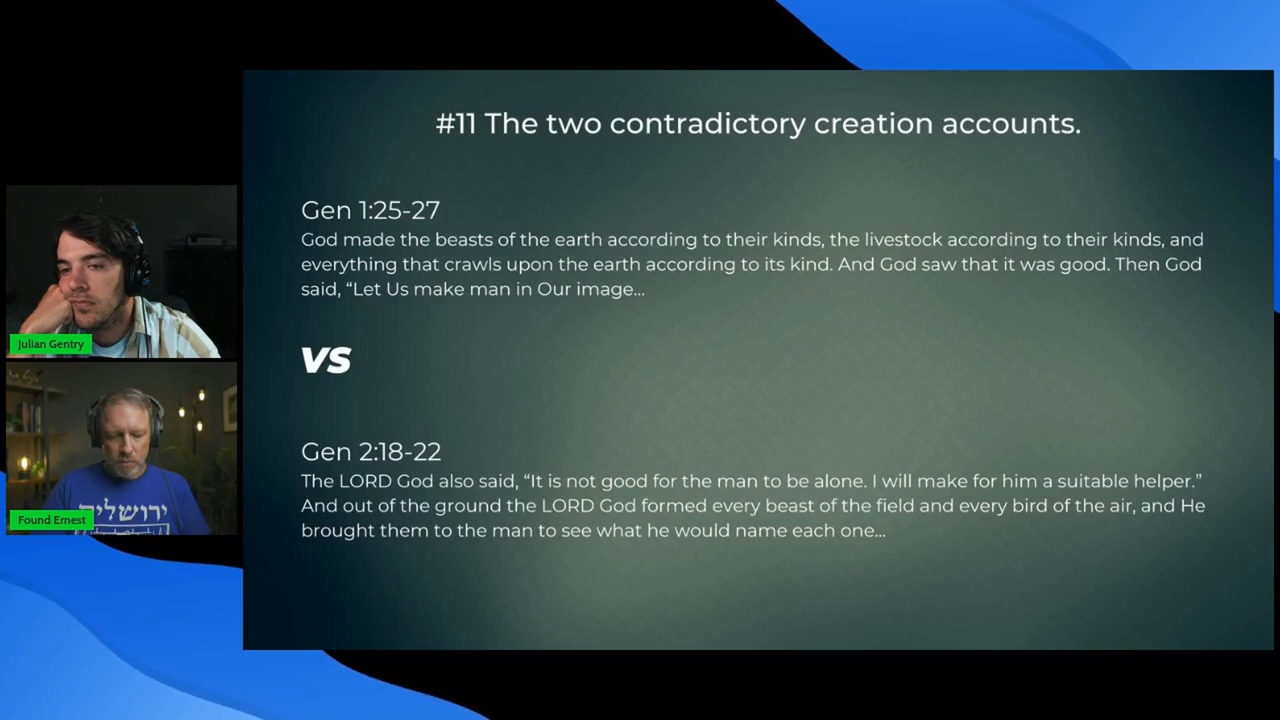 #11 The two contradictory creation accounts.
Gen 1:25-27
God made the beasts of the earth according to their kinds, the livestock according to their kinds, and
everything that crawls upon the earth according to its kind. And God saw that it was good. Then God
said, “Let Us make man in Our image...
VS
Gen 2:18-22
The LORD God also said, “It is not good for the man to be alone. I will make for him a suitable helper.”
And out of the ground the LORD God formed every beast of the field and every bird of the air, and He
brought them to the man to see what he would name each one...
Julian Gentry
ירושלים
Found Ernest